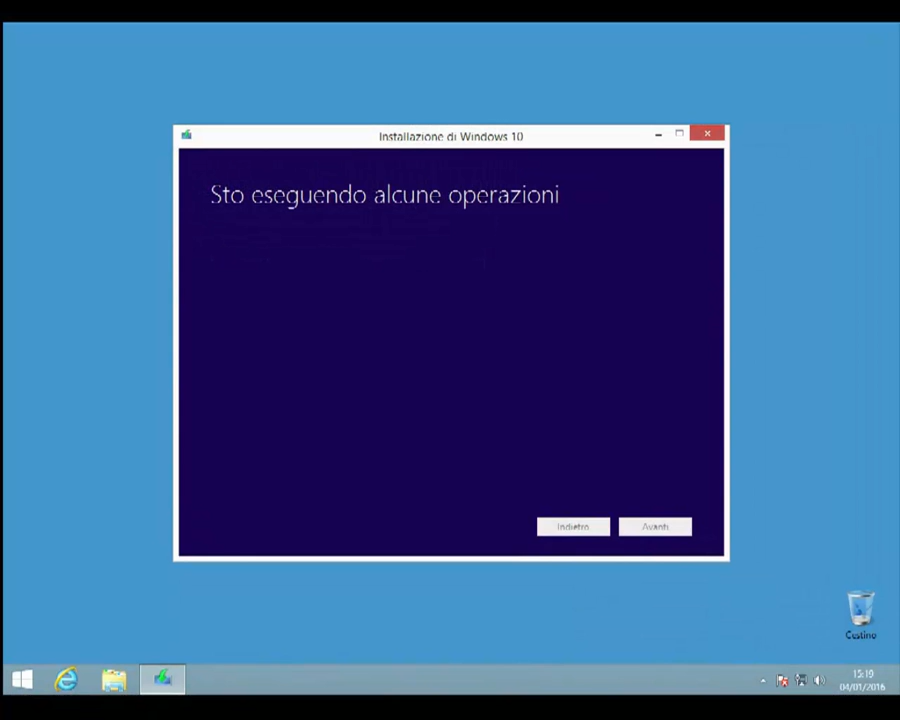 Installazione di Windows 10
Sto eseguendo alcune operazioni
Indietro
Avanti
Cestino
15:19
04/01/2016